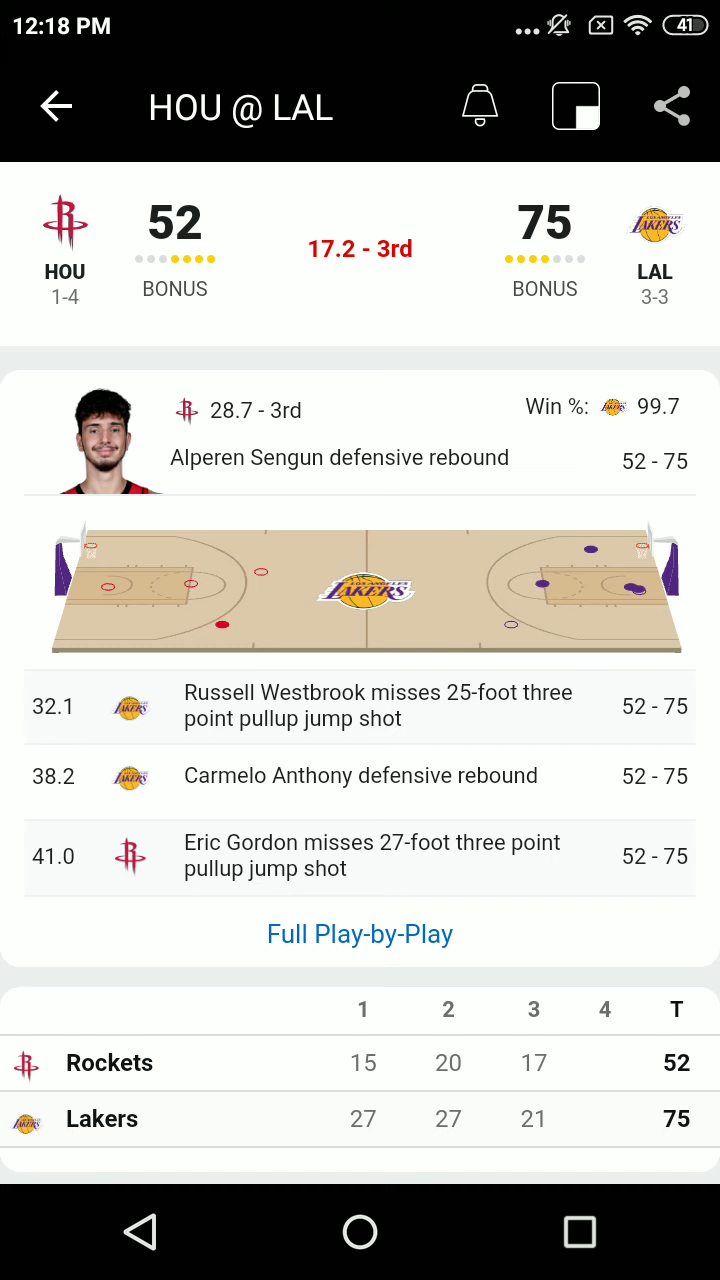 12:18 PM
41
HOU @ LAL
52
75
17.2 - 3rd
HOU
LAL
1-4
BONUS
BONUS
3-3
28.7 - 3rd
Win %:
99.7
Alperen Sengun defensive rebound
52 - 75
LOS ANGELES
LAKERS
32.1
Russell Westbrook misses 25-foot three
point pullup jump shot
52 - 75
38.2
Carmelo Anthony defensive rebound
52 - 75
41.0
Eric Gordon misses 27-foot three point
pullup jump shot
52 - 75
Full Play-by-Play
1 2 3 4 T
Rockets 15 20 17 52
Lakers 27 27 21 75